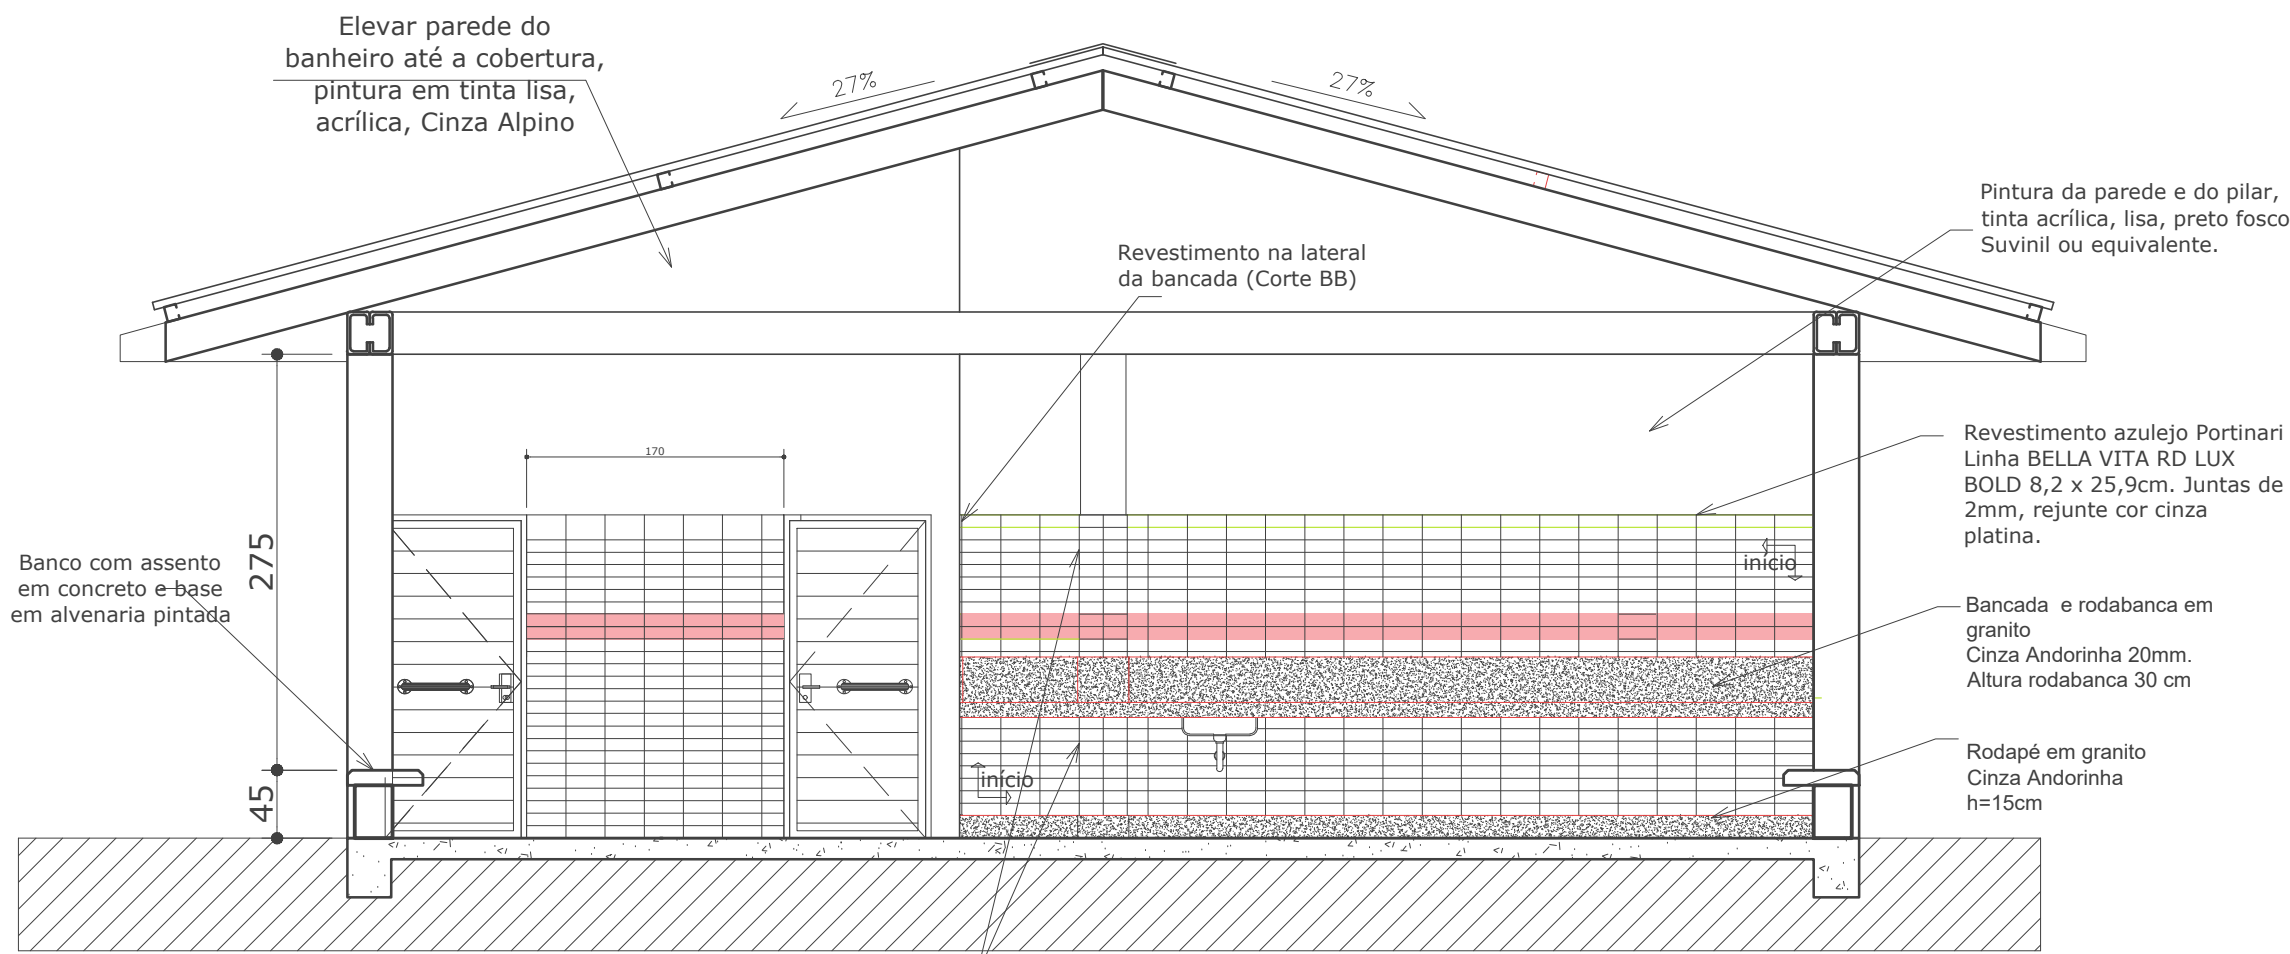 Elevar parede do
banheiro até a cobertura,
pintura em tinta lisa,
acrílica, Cinza Alpino
27%
27%
Pintura da parede e do pilar,
tinta acrílica, lisa, preto fosco
Suvinil ou equivalente.
Revestimento na lateral
da bancada (Corte BB)
170
Revestimento azulejo Portinari
Linha BELLA VITA RD LUX
BOLD 8,2 x 25,9cm. Juntas de
2mm, rejunte cor cinza
platina.
275
início
Banco com assento
em concreto e base
em alvenaria pintada
Bancada e rodabanca em
granito
Cinza Andorinha 20mm.
Altura rodabanca 30 cm
45
início
Rodapé em granito
Cinza Andorinha
h=15cm